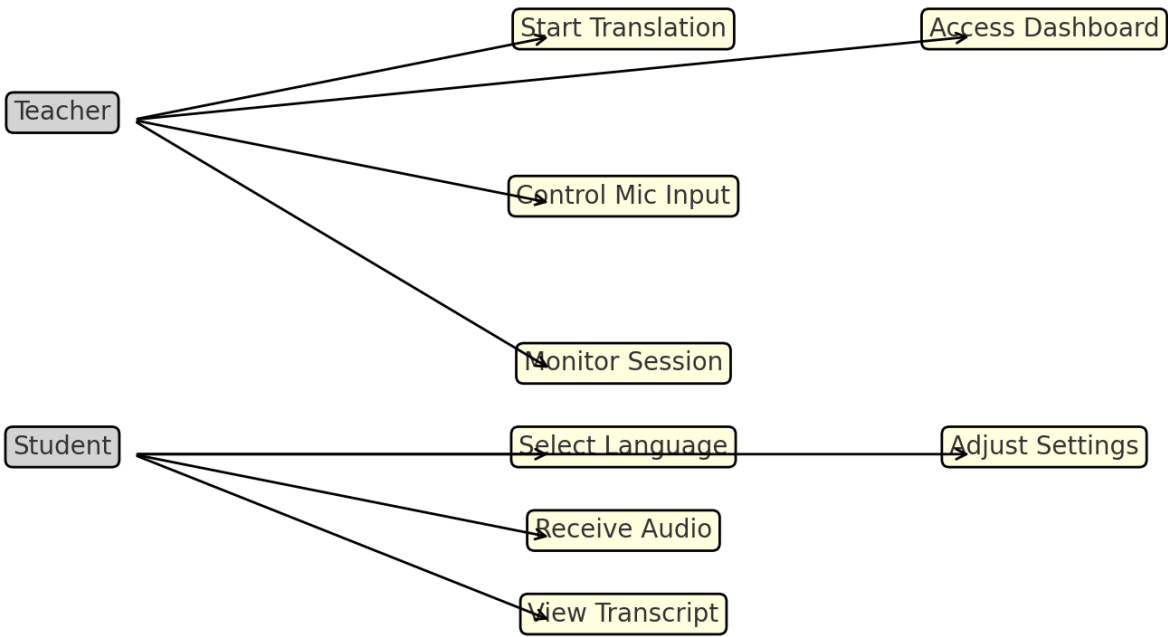 Start Translation
Access Dashboard
Teacher
Control Mic Input
Monitor Session
Student
Select Language
Adjust Settings
Receive Audio
View Transcript